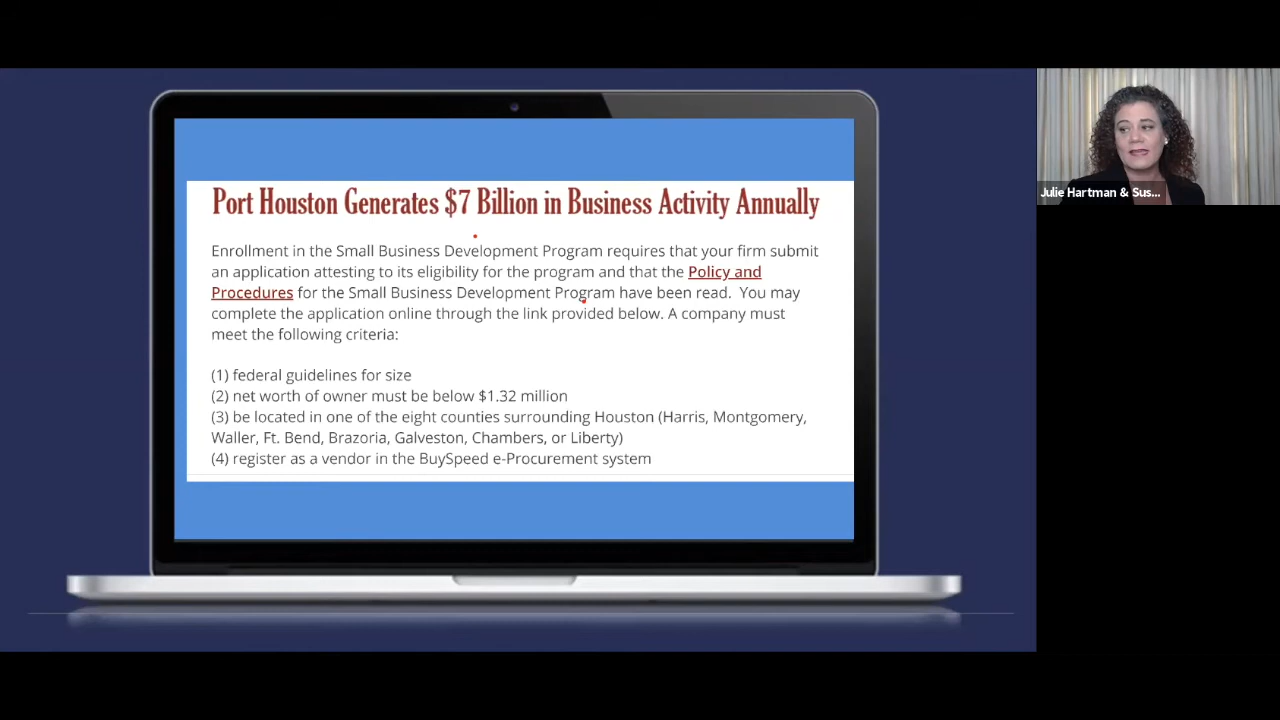 Port Houston Generates $7 Billion in Business Activity Annually
Enrollment in the Small Business Development Program requires that your firm submit
an application attesting to its eligibility for the program and that the Policy and
Procedures for the Small Business Development Program have been read.  You may
complete the application online through the link provided below. A company must
meet the following criteria:
(1) federal guidelines for size
(2) net worth of owner must be below $1.32 million
(3) be located in one of the eight counties surrounding Houston (Harris, Montgomery,
Waller, Ft. Bend, Brazoria, Galveston, Chambers, or Liberty)
(4) register as a vendor in the BuySpeed e-Procurement system
Julie Hartman & Sus...